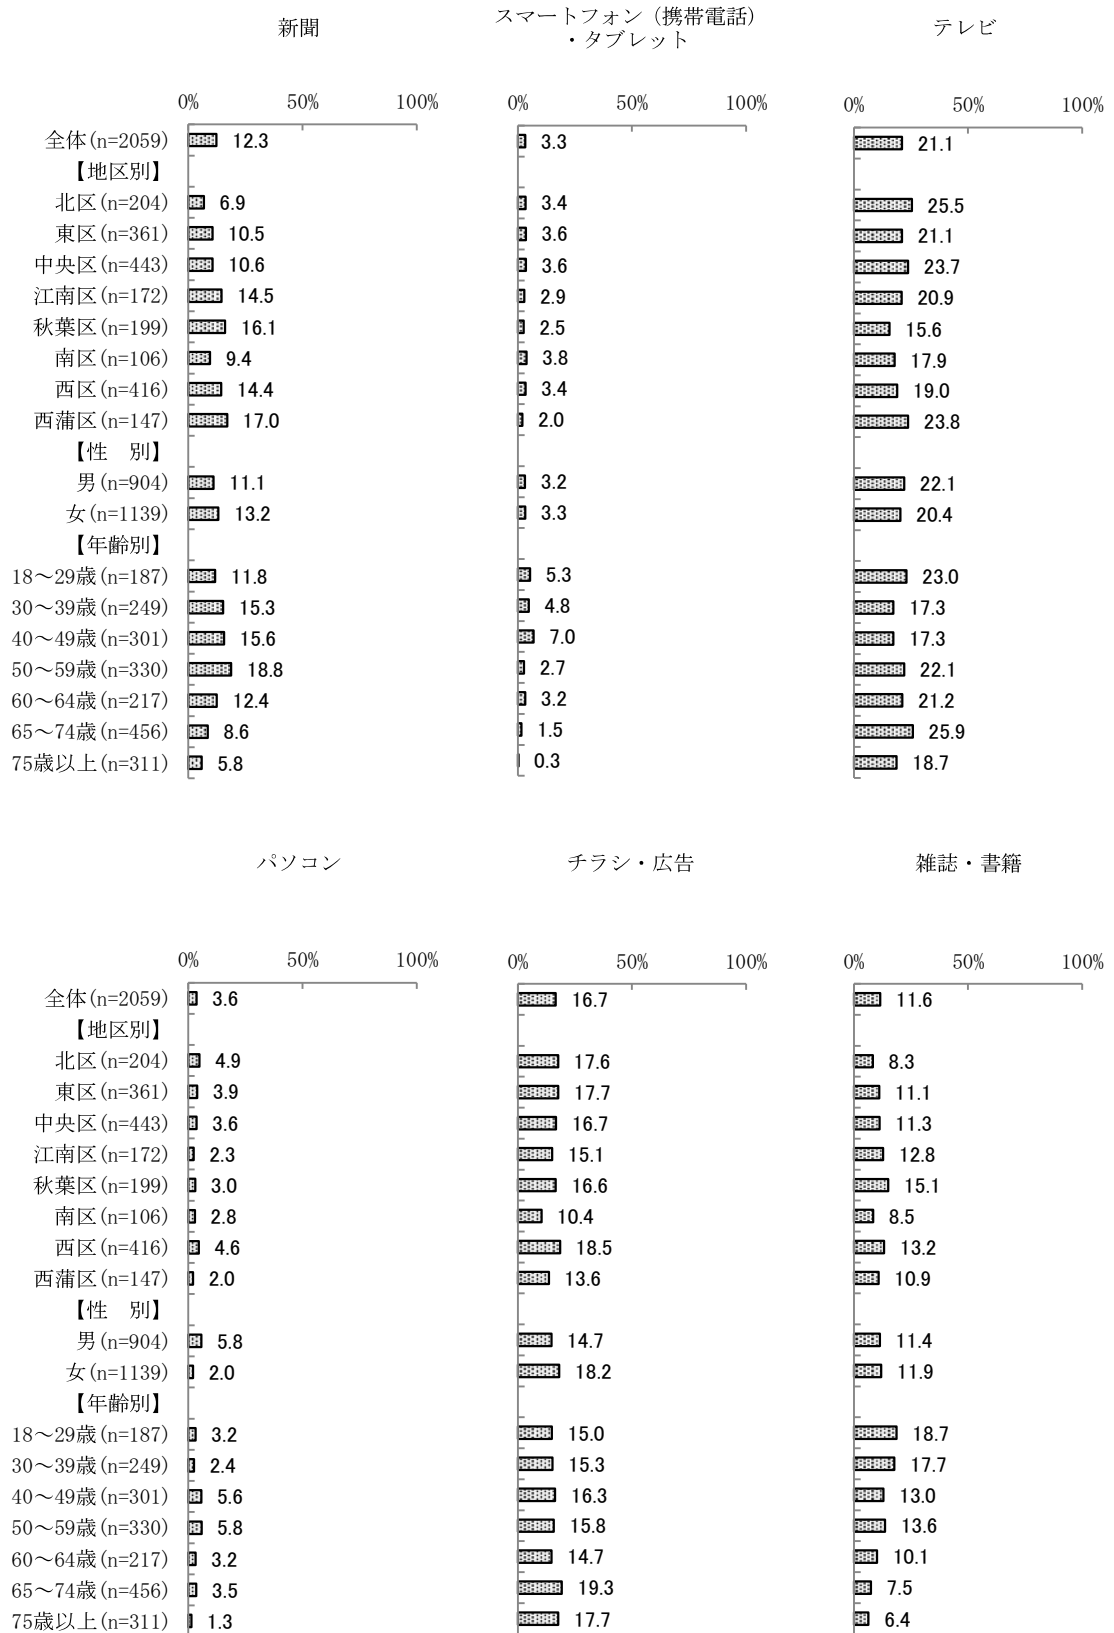 新聞
スマートフォン（携帯電話）
・タブレット
テレビ
0% 50% 100% 0% 50% 100% 0% 50% 100%
全体(n=2059) 12.3 3.3 21.1
【地区別】
北区(n=204) 6.9 3.4 25.5
東区(n=361) 10.5 3.6 21.1
中央区(n=443) 10.6 3.6 23.7
江南区(n=172) 14.5 2.9 20.9
秋葉区(n=199) 16.1 2.5 15.6
南区(n=106) 9.4 3.8 17.9
西区(n=416) 14.4 3.4 19.0
西蒲区(n=147) 17.0 2.0 23.8
【性　別】
男(n=904) 11.1 3.2 22.1
女(n=1139) 13.2 3.3 20.4
【年齢別】
18～29歳(n=187) 11.8 5.3 23.0
30～39歳(n=249) 15.3 4.8 17.3
40～49歳(n=301) 15.6 7.0 17.3
50～59歳(n=330) 18.8 2.7 22.1
60～64歳(n=217) 12.4 3.2 21.2
65～74歳(n=456) 8.6 1.5 25.9
75歳以上(n=311) 5.8 0.3 18.7
パソコン チラシ・広告 雑誌・書籍
0% 50% 100% 0% 50% 100% 0% 50% 100%
全体(n=2059) 3.6 16.7 11.6
【地区別】
北区(n=204) 4.9 17.6 8.3
東区(n=361) 3.9 17.7 11.1
中央区(n=443) 3.6 16.7 11.3
江南区(n=172) 2.3 15.1 12.8
秋葉区(n=199) 3.0 16.6 15.1
南区(n=106) 2.8 10.4 8.5
西区(n=416) 4.6 18.5 13.2
西蒲区(n=147) 2.0 13.6 10.9
【性　別】
男(n=904) 5.8 14.7 11.4
女(n=1139) 2.0 18.2 11.9
【年齢別】
18～29歳(n=187) 3.2 15.0 18.7
30～39歳(n=249) 2.4 15.3 17.7
40～49歳(n=301) 5.6 16.3 13.0
50～59歳(n=330) 5.8 15.8 13.6
60～64歳(n=217) 3.2 14.7 10.1
65～74歳(n=456) 3.5 19.3 7.5
75歳以上(n=311) 1.3 17.7 6.4